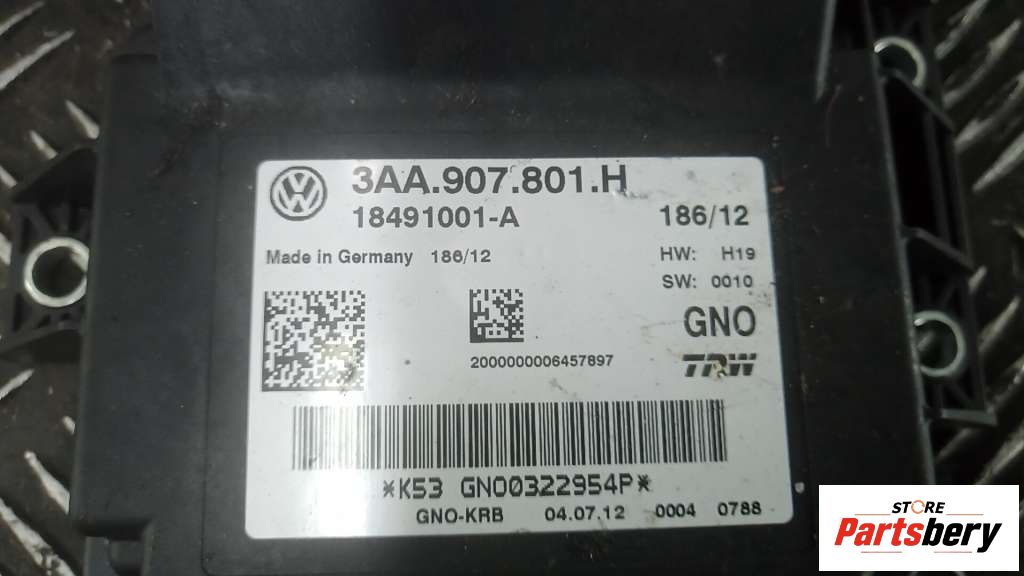 3AA.907.801.H
18491001-A 186/12
Made in Germany 186/12 HW: H19
SW: 0010
GNO
2000000006457897 TRW
*K53 GNO0322954P*
GNO-KRB 04.07.12 0004 0788
STORE
Partsbery